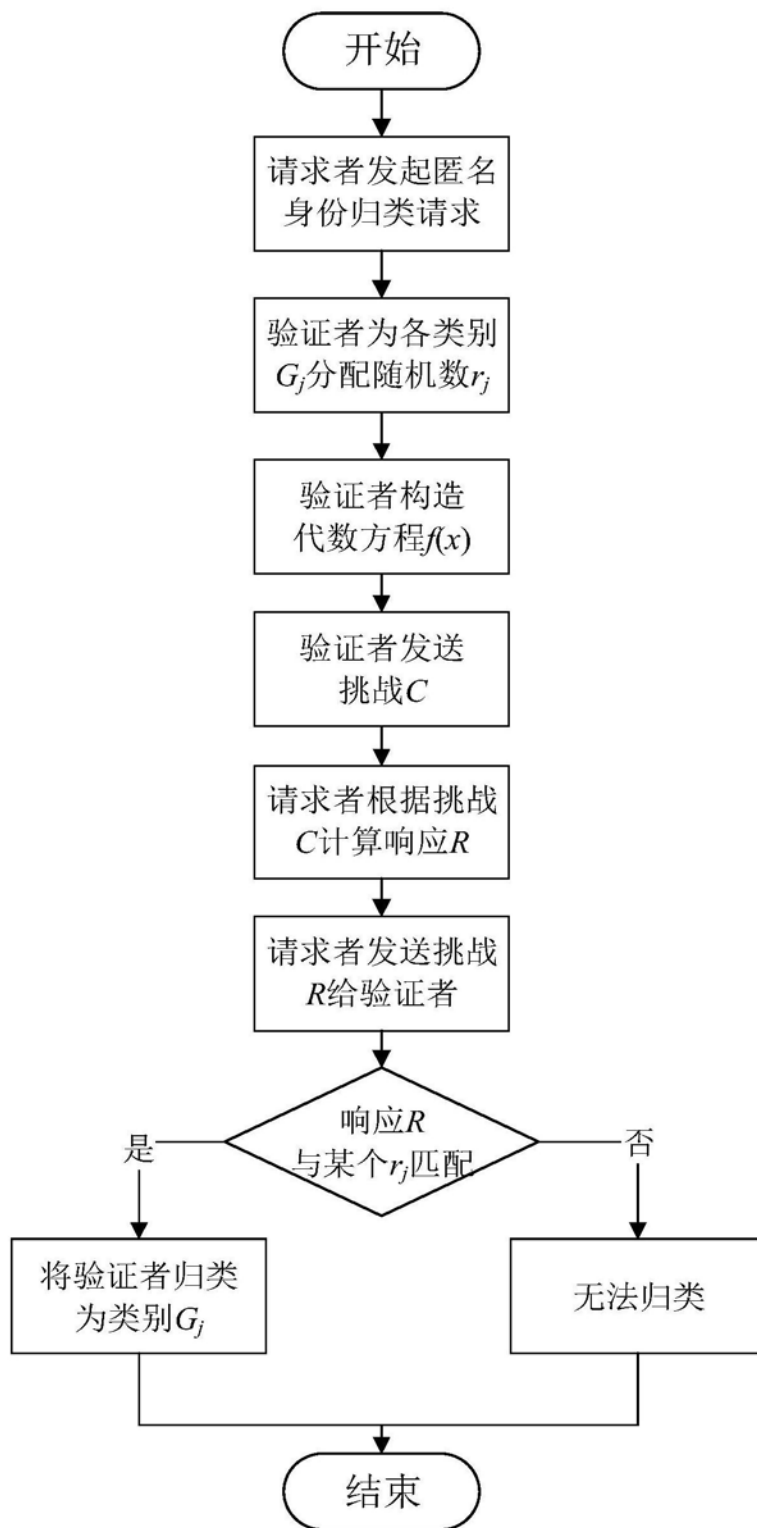 开始
请求者发起匿名
身份归类请求
验证者为各类别
G_j分配随机数r_j
验证者构造
代数方程f(x)
验证者发送
挑战C
请求者根据挑战
C计算响应R
请求者发送挑战
R给验证者
响应R
与某个r_j匹配
是
否
将验证者归类
为类别G_j
无法归类
结束